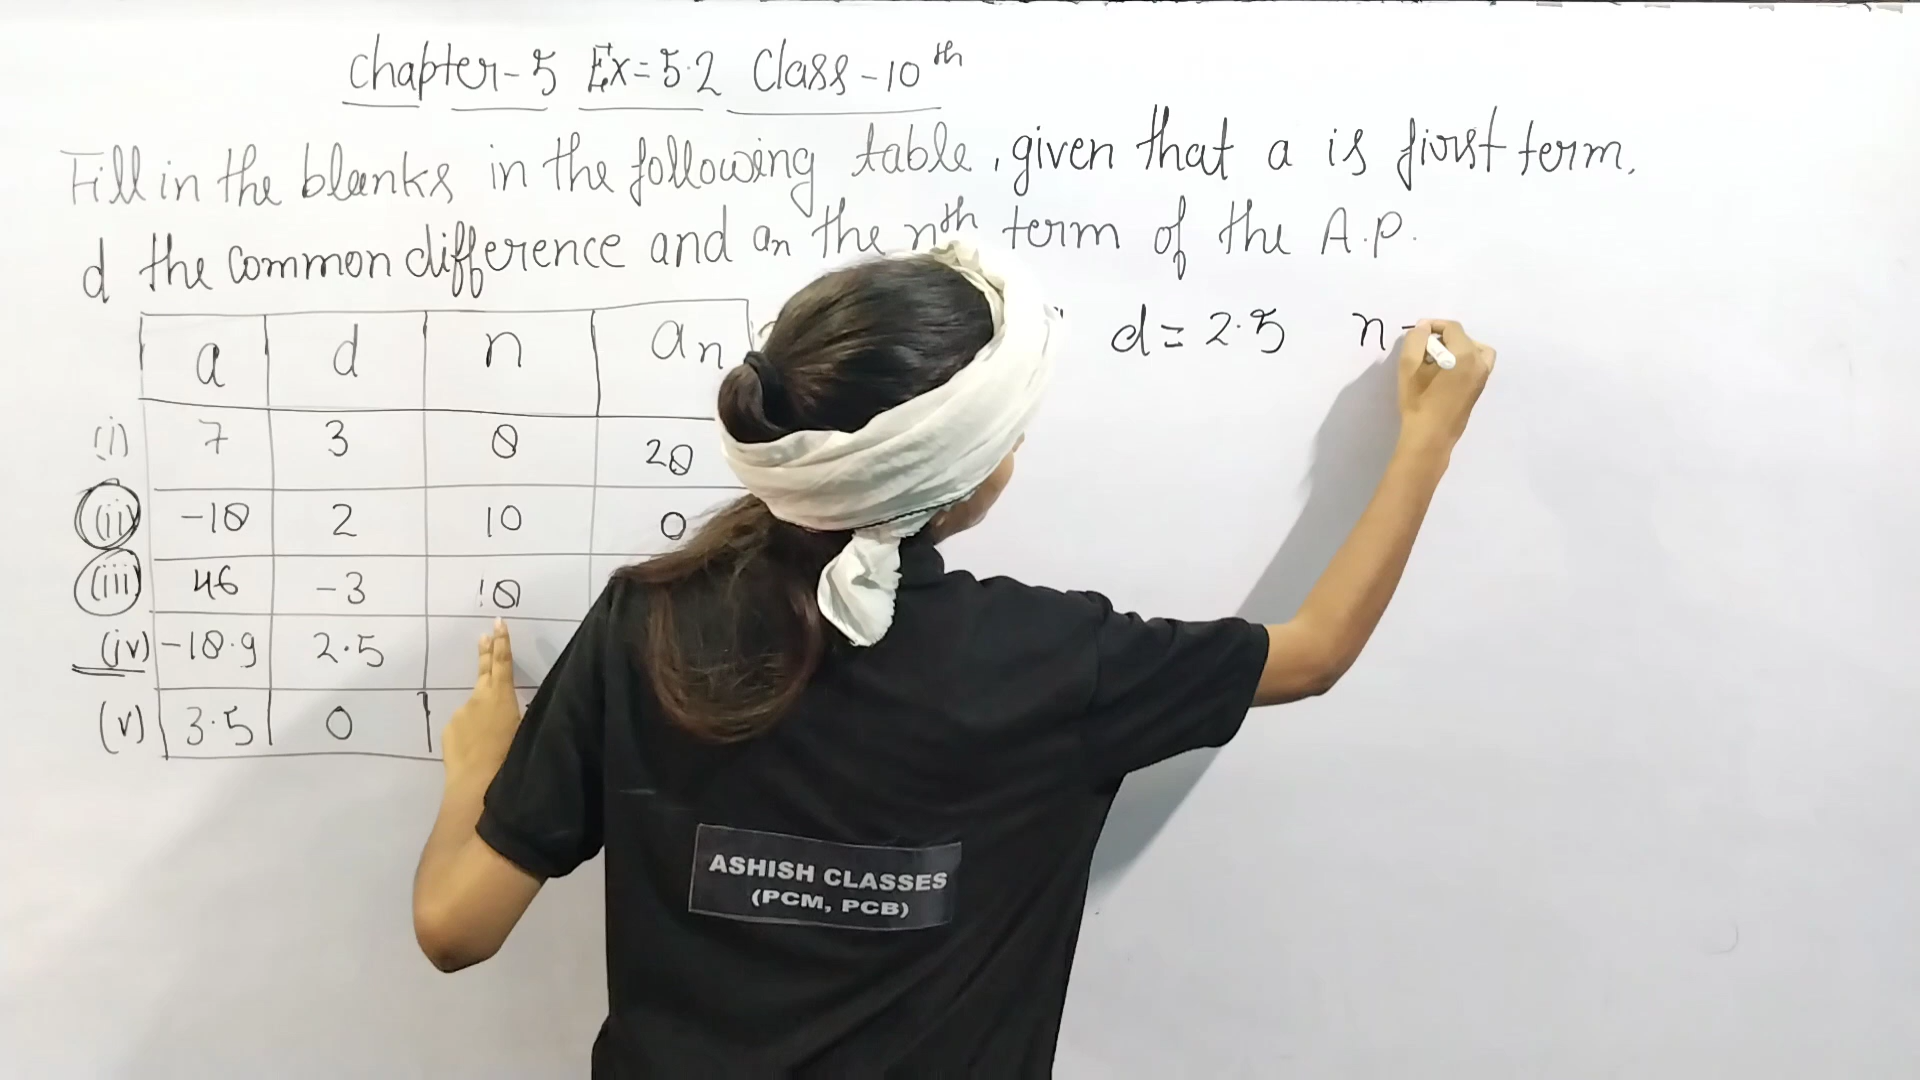 Chapter-5 Ex=5.2 Class-10th
Fill in the blanks in the following table, given that a is first term,
d the common difference and an the nth term of the A.P.
a d n an
(i) 7 3 8 28
(ii) -18 2 10 0
(iii) 46 -3 18
(iv) -18.9 2.5
(v) 3.5 0
d = 2.5 n
ASHISH CLASSES
(PCM, PCB)